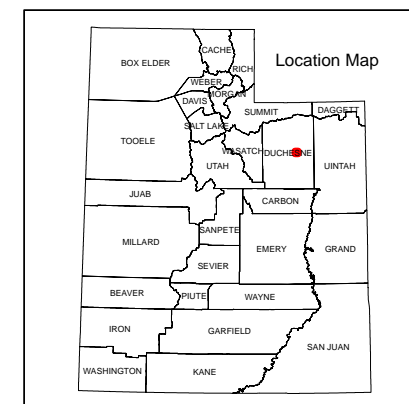 Location Map
BOX ELDER
CACHE
RICH
WEBER
MORGAN
DAVIS
SUMMIT
DAGGETT
SALT LAKE
TOOELE
WASATCH
DUCHESNE
UTAH
UINTAH
JUAB
CARBON
SANPETE
MILLARD
EMERY
GRAND
SEVIER
BEAVER
PIUTE
WAYNE
IRON
GARFIELD
SAN JUAN
WASHINGTON
KANE